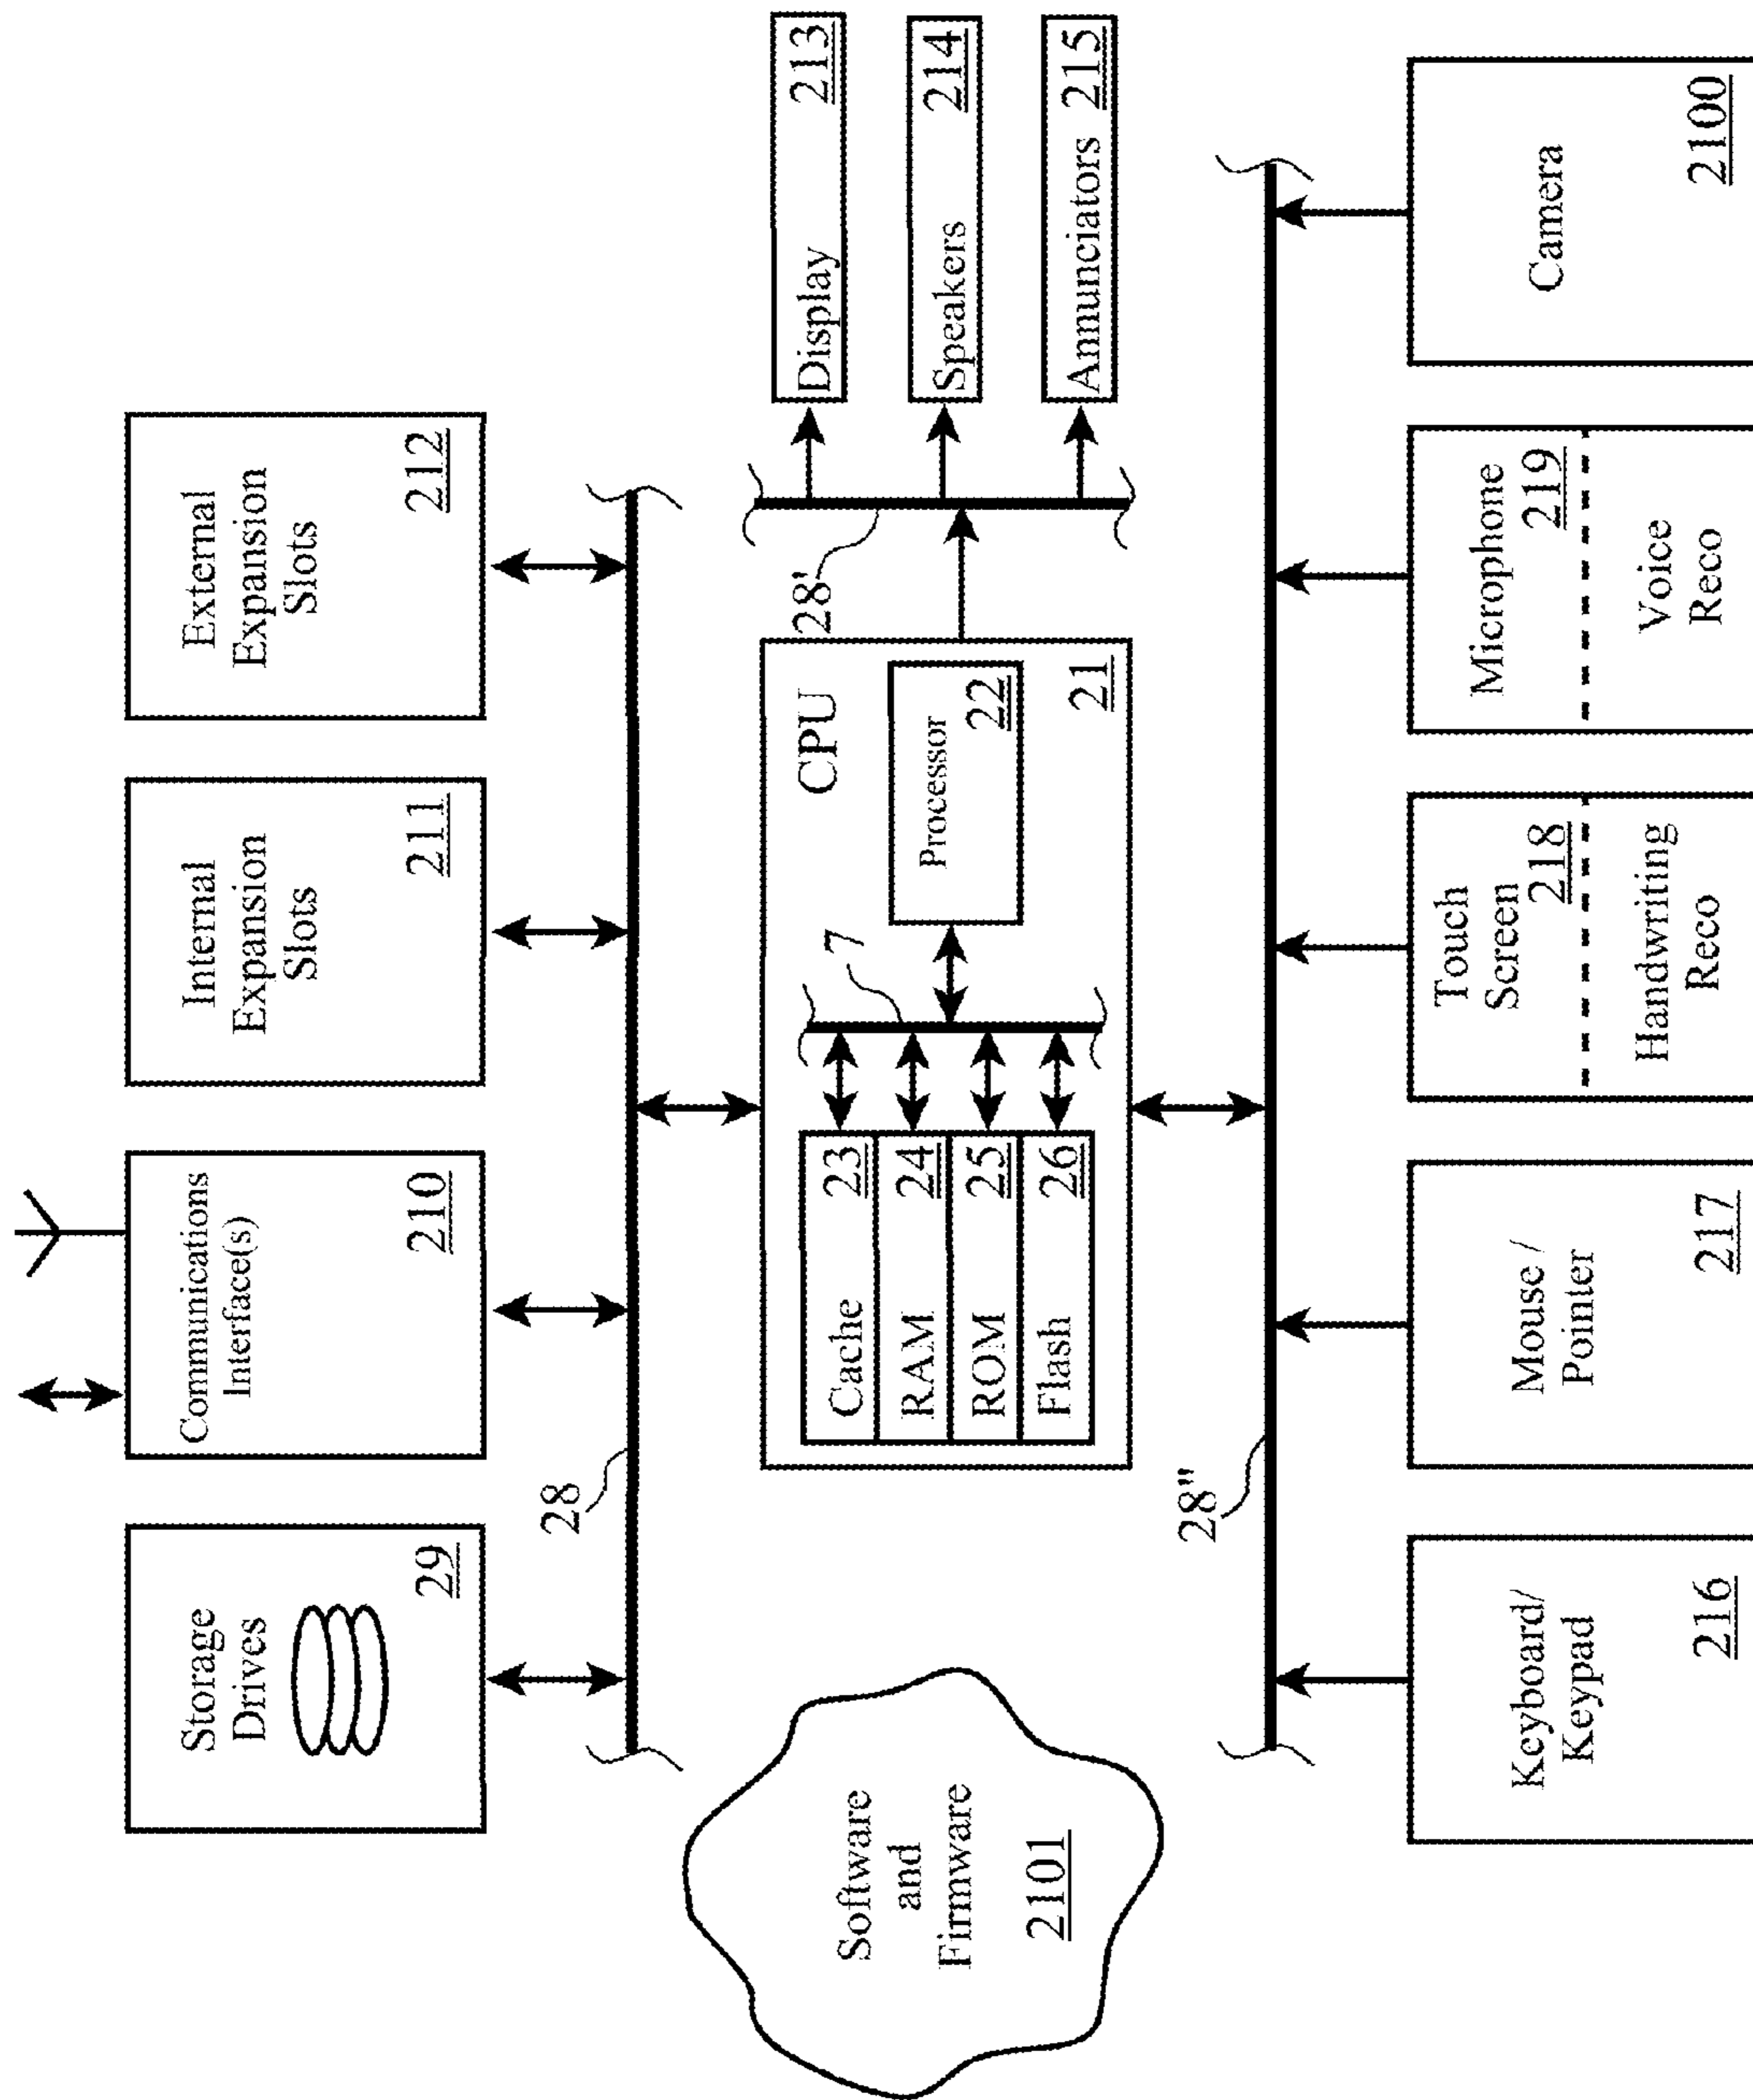 Storage
Drives
29
Communications
Interface(s)
210
Internal
Expansion
Slots
211
External
Expansion
Slots
212
28
Software
and
Firmware
2101
CPU
Cache 23
RAM 24
ROM 25
Flash 26
7
Processor
22
21
28'
Display 213
Speakers 214
Annunciators 215
28"
Keyboard/
Keypad
216
Mouse /
Pointer
217
Touch
Screen
218
Handwriting
Reco
Microphone
219
Voice
Reco
Camera
2100